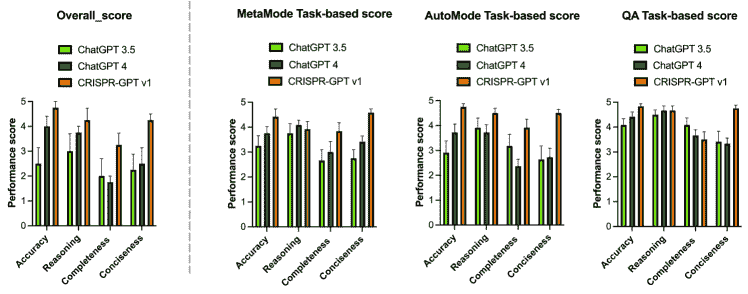 Overall_score
ChatGPT 3.5
ChatGPT 4
CRISPR-GPT v1
Performance score
5
4
3
2
1
0
Accuracy
Reasoning
Completeness
Conciseness
MetaMode Task-based score
ChatGPT 3.5
ChatGPT 4
CRISPR-GPT v1
Performance score
5
4
3
2
1
0
Accuracy
Reasoning
Completeness
Conciseness
AutoMode Task-based score
ChatGPT 3.5
ChatGPT 4
CRISPR-GPT v1
Performance score
5
4
3
2
1
0
Accuracy
Reasoning
Completeness
Conciseness
QA Task-based score
ChatGPT 3.5
ChatGPT 4
CRISPR-GPT v1
Performance score
5
4
3
2
1
0
Accuracy
Reasoning
Completeness
Conciseness